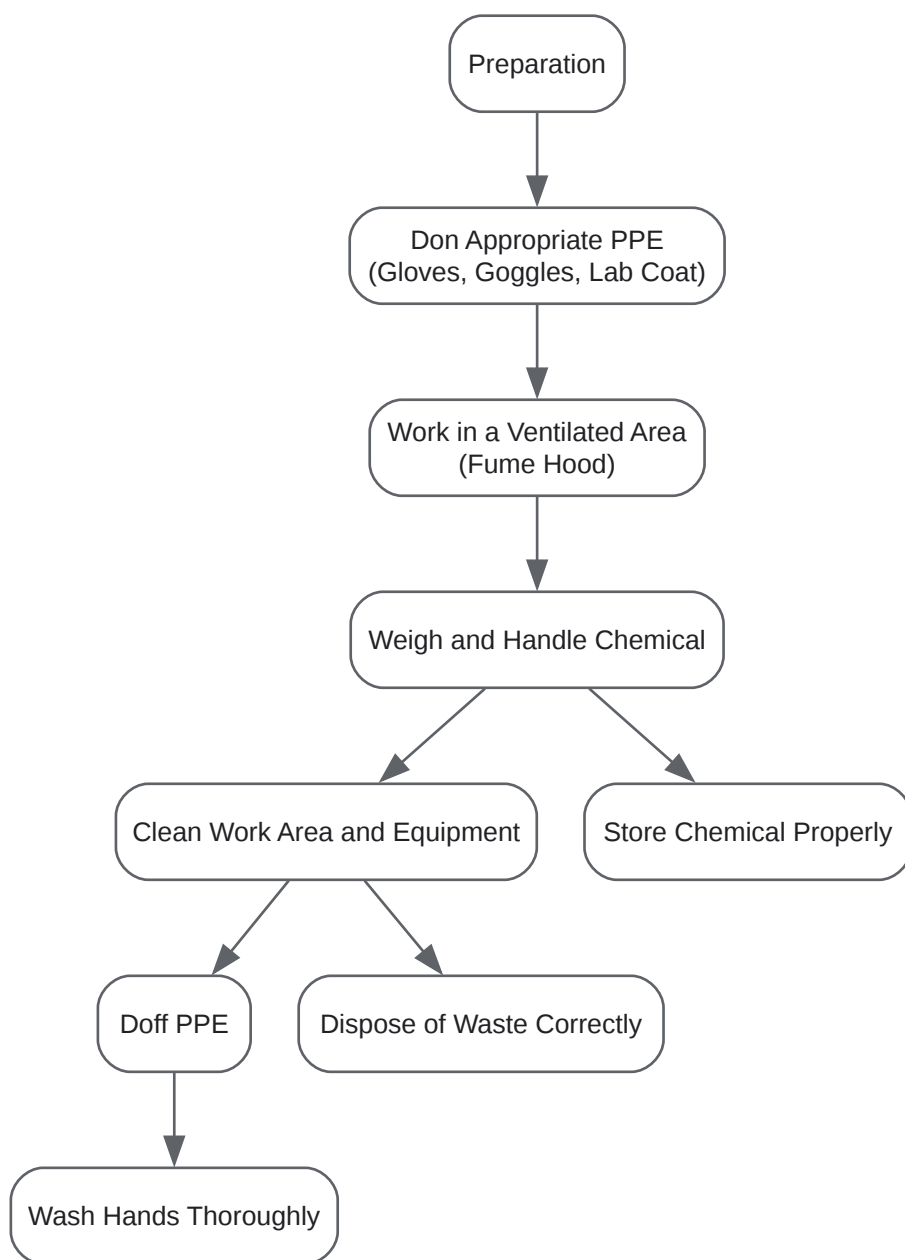 Preparation
Don Appropriate PPE
(Gloves, Goggles, Lab Coat)
Work in a Ventilated Area
(Fume Hood)
Weigh and Handle Chemical
Clean Work Area and Equipment
Store Chemical Properly
Doff PPE
Dispose of Waste Correctly
Wash Hands Thoroughly